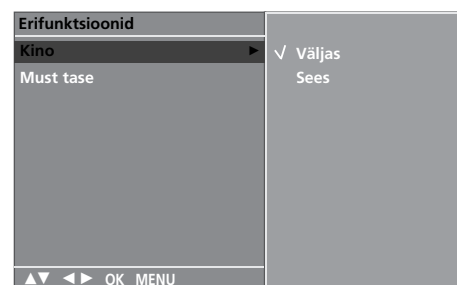 Erifunktsioonid
Kino ►
√ Väljas
Must tase
Sees
▲▼ ◄► OK MENU